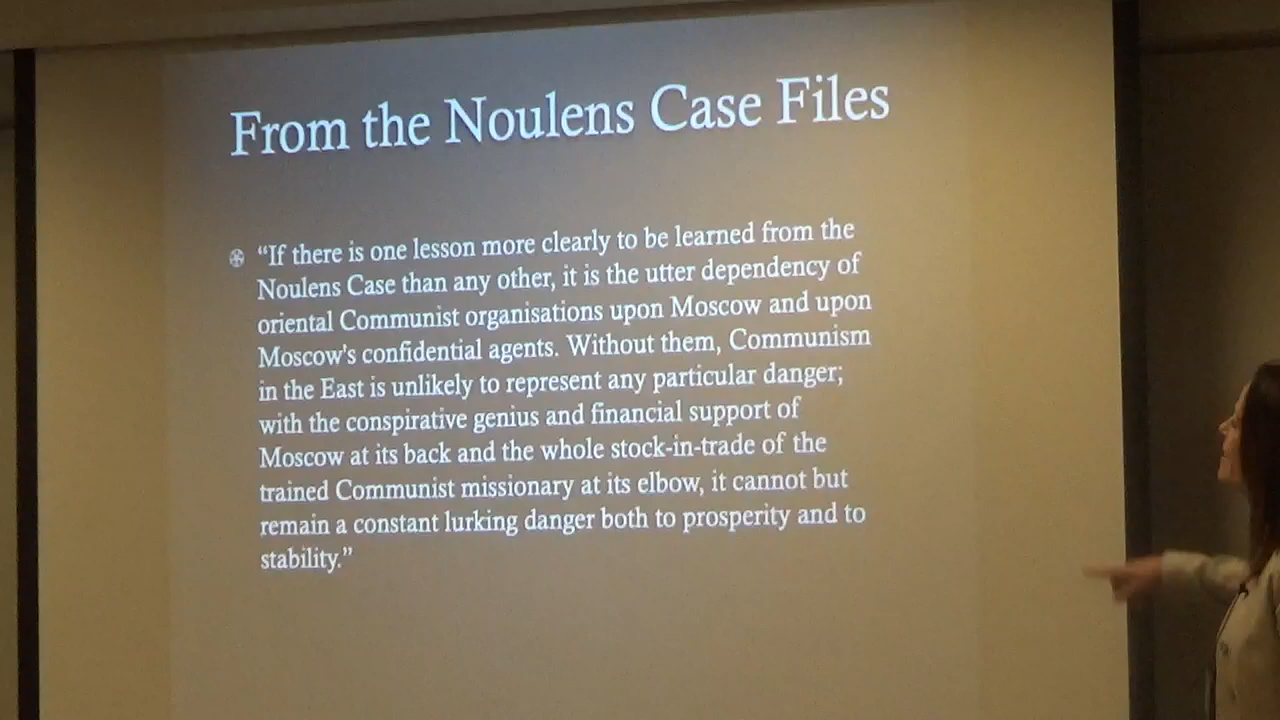 From the Noulens Case Files
“If there is one lesson more clearly to be learned from the
Noulens Case than any other, it is the utter dependency of
oriental Communist organisations upon Moscow and upon
Moscow's confidential agents. Without them, Communism
in the East is unlikely to represent any particular danger;
with the conspirative genius and financial support of
Moscow at its back and the whole stock-in-trade of the
trained Communist missionary at its elbow, it cannot but
remain a constant lurking danger both to prosperity and to
stability.”